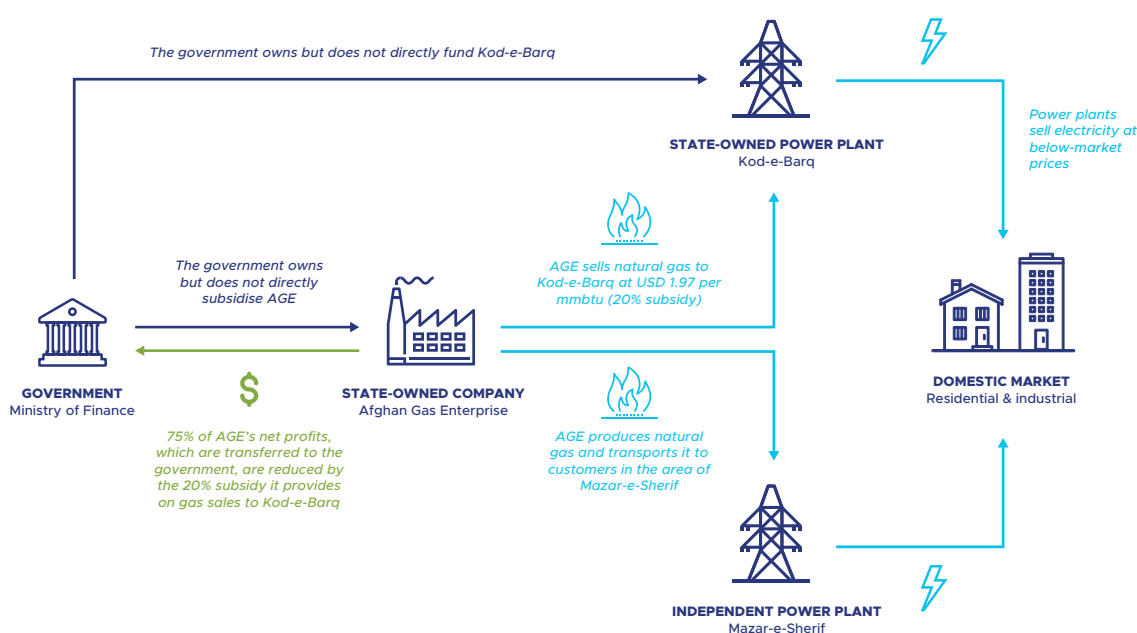 The government owns but does not directly fund Kod-e-Barq
STATE-OWNED POWER PLANT
Kod-e-Barq
Power plants
sell electricity at
below-market
prices
The government owns
but does not directly
subsidise AGE
AGE sells natural gas to
Kod-e-Barq at USD 1.97 per
mmbtu (20% subsidy)
GOVERNMENT
Ministry of Finance
$
STATE-OWNED COMPANY
Afghan Gas Enterprise
DOMESTIC MARKET
Residential & industrial
75% of AGE's net profits,
which are transferred to the
government, are reduced by
the 20% subsidy it provides
on gas sales to Kod-e-Barq
AGE produces natural
gas and transports it to
customers in the area of
Mazar-e-Sherif
INDEPENDENT POWER PLANT
Mazar-e-Sherif